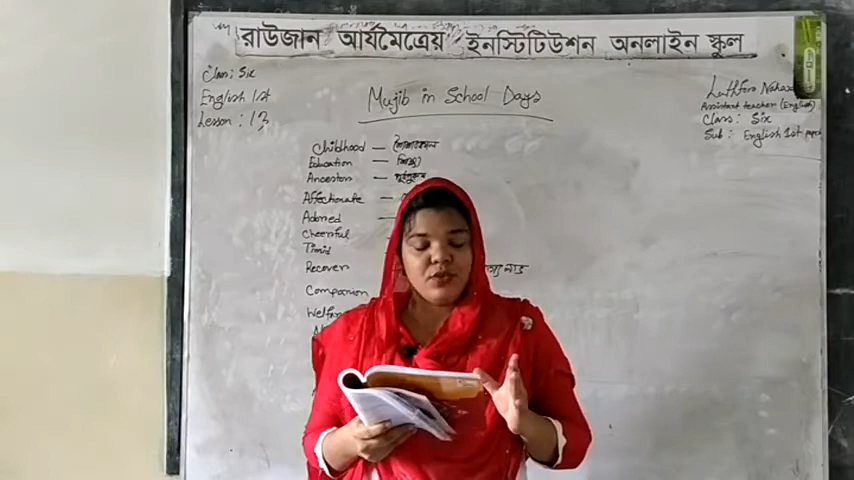 রাউজান আর্যমৈত্রেয় ইনস্টিটিউশন অনলাইন স্কুল
Class: Six
English 1st
Lesson: 13
Mujib in School Days
Assistant teacher (English)
Class: Six
Sub: English 1st paper
Childhood — শৈশবকাল
Education — শিক্ষা
Ancestors — পূর্বপুরুষ
Affectionate —
Adored —
Cheerful
Timid
Recover
Companion